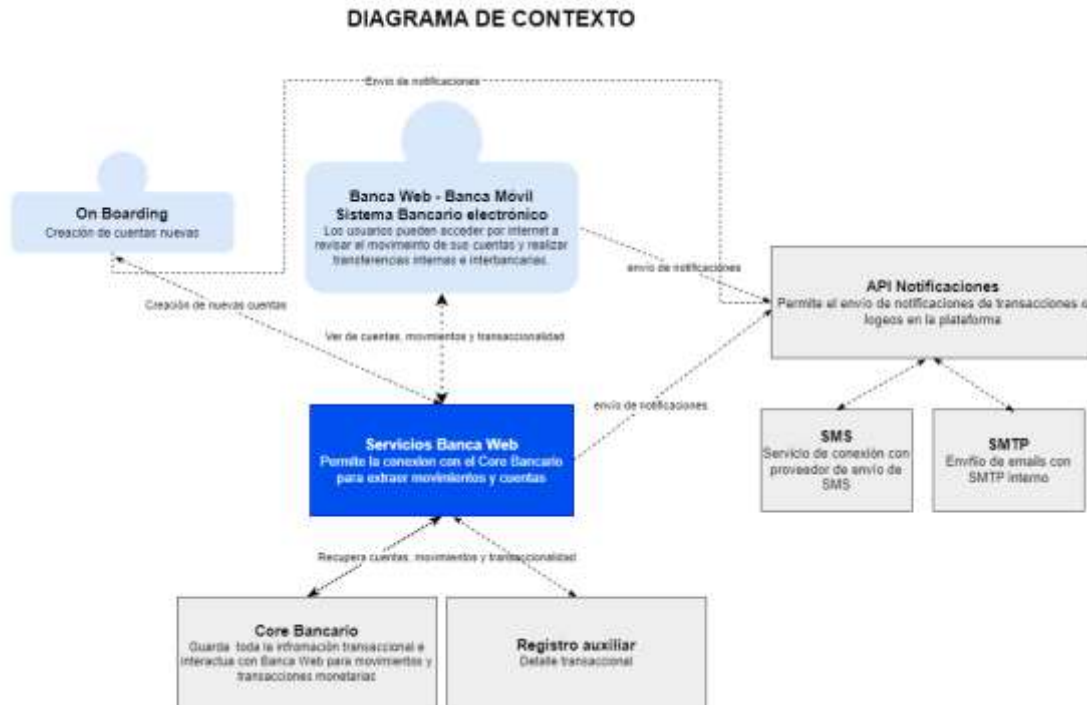 DIAGRAMA DE CONTEXTO
Envío de notificaciones
On Boarding
Creación de cuentas nuevas
Banca Web - Banca Móvil
Sistema Bancario electrónico
Los usuarios pueden acceder por internet a
revisar el movimeinto de sus cuentas y realizar
transferencias internas e interbancarias.
envío de notificaciones
API Notificaciones
Permite el envío de notificaciones de transacciones o
logeos en la plataforma
Creación de nuevas cuentas
Ver de cuentas, movimientos y transaccionalidad
envío de notificaciones
Servicios Banca Web
Permite la conexion con el Core Bancario
para extraer movimientos y cuentas
SMS
Servicio de conexión con
proveedor de envío de
SMS
SMTP
Envñio de emails con
SMTP interno
Recupera cuentas, movimientos y transaccionalidad
Core Bancario
Guarda toda la infromación transaccional e
interactua con Banca Web para movimientos y
transacciones monetarias
Registro auxiliar
Detalle transaccional